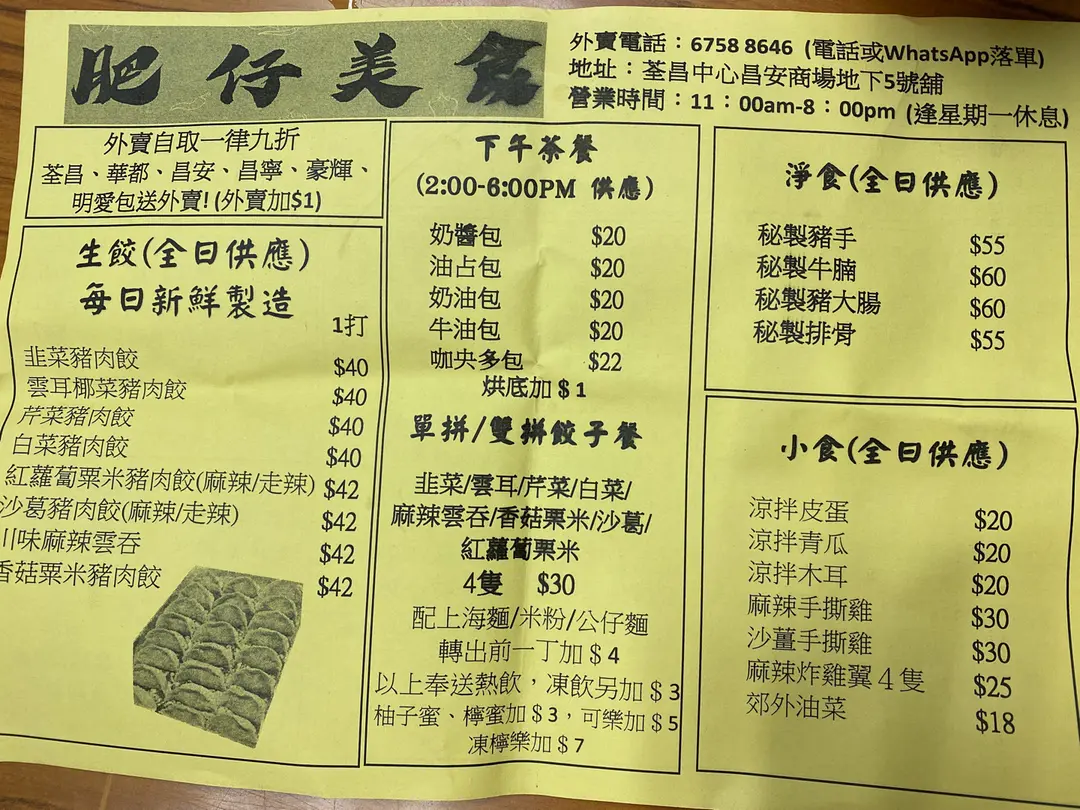 肥仔美食
外賣電話：6758 8646 (電話或WhatsApp落單)
地址：荃昌中心昌安商場地下5號舖
營業時間：11：00am-8：00pm (逢星期一休息)
外賣自取一律九折
荃昌、華都、昌安、昌寧、豪輝、
明愛包送外賣! (外賣加$1)
生餃(全日供應)
每日新鮮製造
1打
韭菜豬肉餃 $40
雲耳椰菜豬肉餃 $40
芹菜豬肉餃 $40
白菜豬肉餃 $40
紅蘿蔔粟米豬肉餃(麻辣/走辣) $42
沙葛豬肉餃(麻辣/走辣) $42
川味麻辣雲吞 $42
香菇粟米豬肉餃 $42
下午茶餐
(2:00-6:00PM 供應)
奶醬包 $20
油占包 $20
奶油包 $20
牛油包 $20
咖央多包 $22
烘底加＄1
單拼/雙拼餃子餐
韭菜/雲耳/芹菜/白菜/
麻辣雲吞/香菇粟米/沙葛/
紅蘿蔔粟米
4隻 $30
配上海麵/米粉/公仔麵
轉出前一丁加＄4
以上奉送熱飲，凍飲另加＄3
柚子蜜、檸蜜加＄3，可樂加＄5
凍檸樂加＄7
淨食(全日供應)
秘製豬手 $55
秘製牛腩 $60
秘製豬大腸 $60
秘製排骨 $55
小食(全日供應)
涼拌皮蛋 $20
涼拌青瓜 $20
涼拌木耳 $20
麻辣手撕雞 $30
沙薑手撕雞 $30
麻辣炸雞翼４隻 $25
郊外油菜 $18